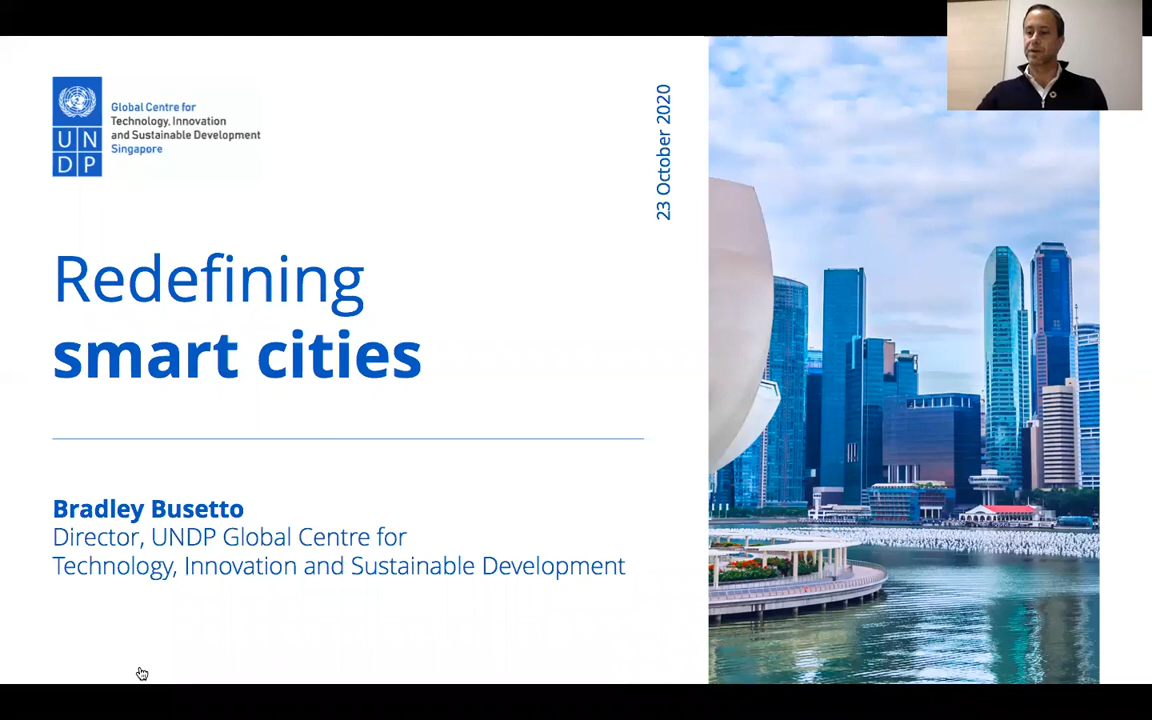 UN
DP
Global Centre for
Technology, Innovation
and Sustainable Development
Singapore
23 October 2020
Redefining
smart cities
Bradley Busetto
Director, UNDP Global Centre for
Technology, Innovation and Sustainable Development